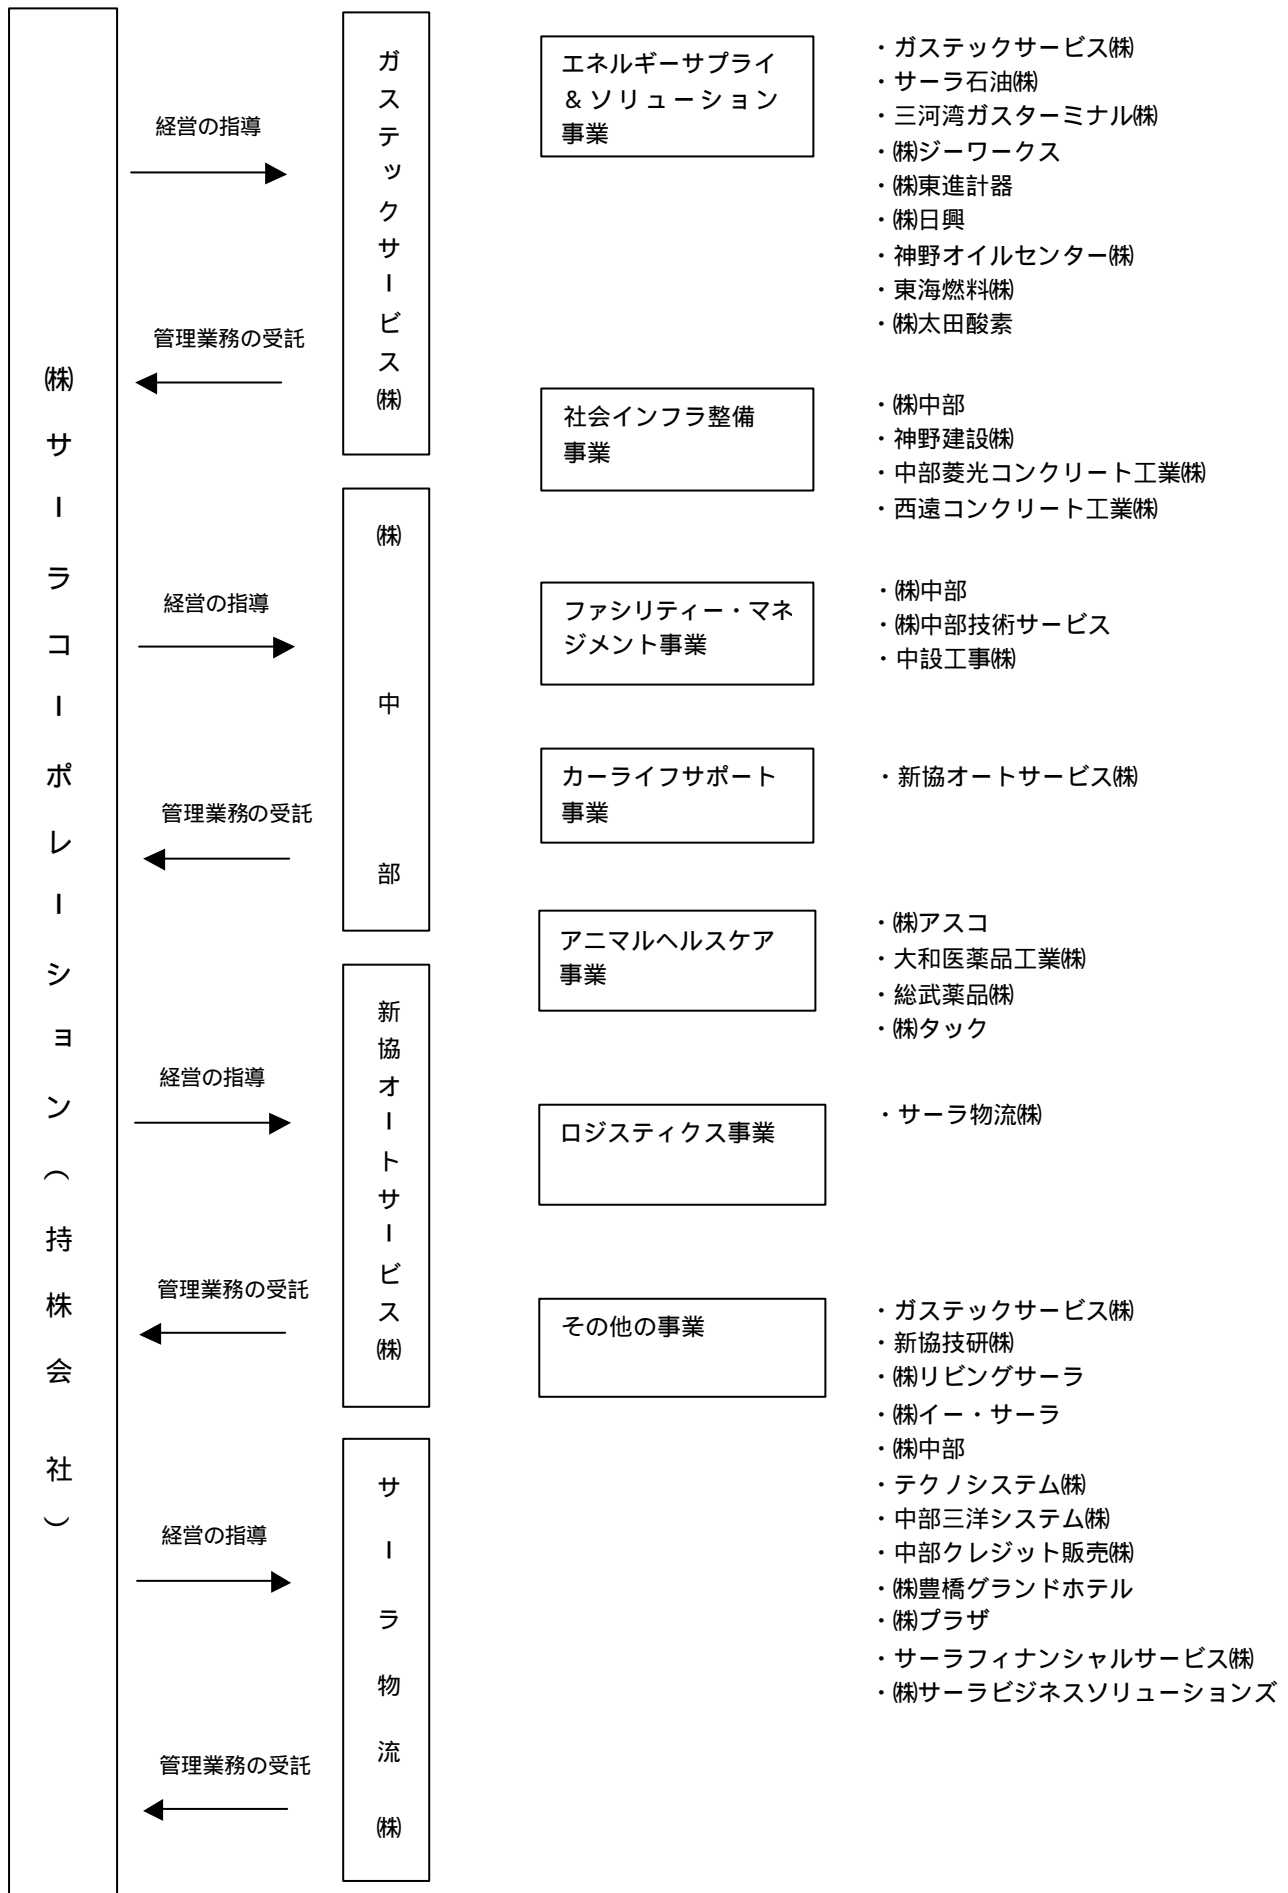 ㈱サーラコーポレーション(持株会社)
経営の指導
管理業務の受託
経営の指導
管理業務の受託
経営の指導
管理業務の受託
経営の指導
管理業務の受託
ガステックサービス㈱
㈱中部
新協オートサービス㈱
サーラ物流㈱
エネルギーサプライ
&ソリューション
事業
・ガステックサービス㈱
・サーラ石油㈱
・三河湾ガスターミナル㈱
・㈱ジーワークス
・㈱東進計器
・㈱日興
・神野オイルセンター㈱
・東海燃料㈱
・㈱太田酸素
社会インフラ整備
事業
・㈱中部
・神野建設㈱
・中部菱光コンクリート工業㈱
・西遠コンクリート工業㈱
ファシリティー・マネ
ジメント事業
・㈱中部
・㈱中部技術サービス
・中設工事㈱
カーライフサポート
事業
・新協オートサービス㈱
アニマルヘルスケア
事業
・㈱アスコ
・大和医薬品工業㈱
・総武薬品㈱
・㈱タック
ロジスティクス事業
・サーラ物流㈱
その他の事業
・ガステックサービス㈱
・新協技研㈱
・㈱リビングサーラ
・㈱イー・サーラ
・㈱中部
・テクノシステム㈱
・中部三洋システム㈱
・中部クレジット販売㈱
・㈱豊橋グランドホテル
・㈱プラザ
・サーラフィナンシャルサービス㈱
・㈱サーラビジネスソリューションズ